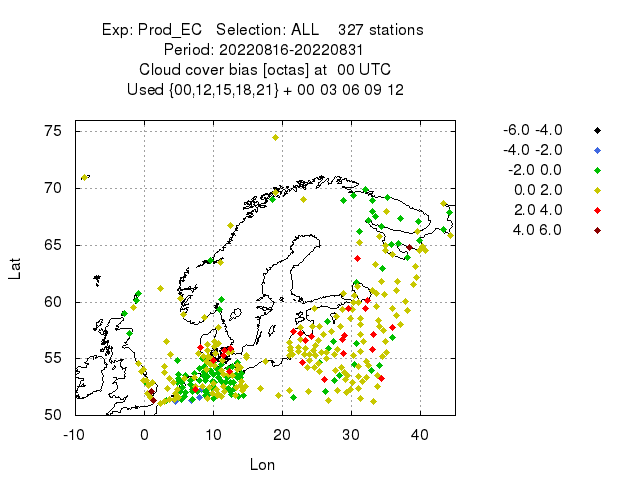 Exp: Prod_EC   Selection: ALL    327 stations
Period: 20220816-20220831
Cloud cover bias [octas] at  00 UTC
Used {00,12,15,18,21} + 00 03 06 09 12
75
70
65
60
55
50
Lat
-10 0 10 20 30 40
Lon
-6.0 -4.0
-4.0 -2.0
-2.0 0.0
0.0 2.0
2.0 4.0
4.0 6.0